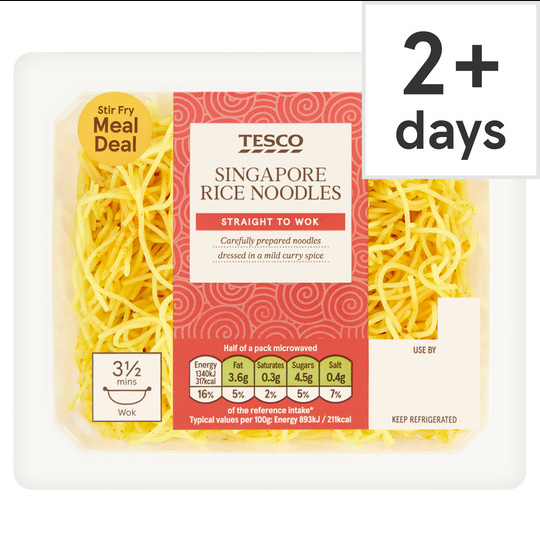 2+
days
Stir Fry
Meal
Deal
TESCO
SINGAPORE
RICE NOODLES
STRAIGHT TO WOK
Carefully prepared noodles
dressed in a mild curry spice
3½
mins
Wok
Half of a pack microwaved
Energy
1340kJ
317kcal
16%
Fat
3.6g
5%
Saturates
0.3g
2%
Sugars
4.5g
5%
Salt
0.4g
7%
of the reference intake*
Typical values per 100g: Energy 893kJ / 211kcal
USE BY
KEEP REFRIGERATED